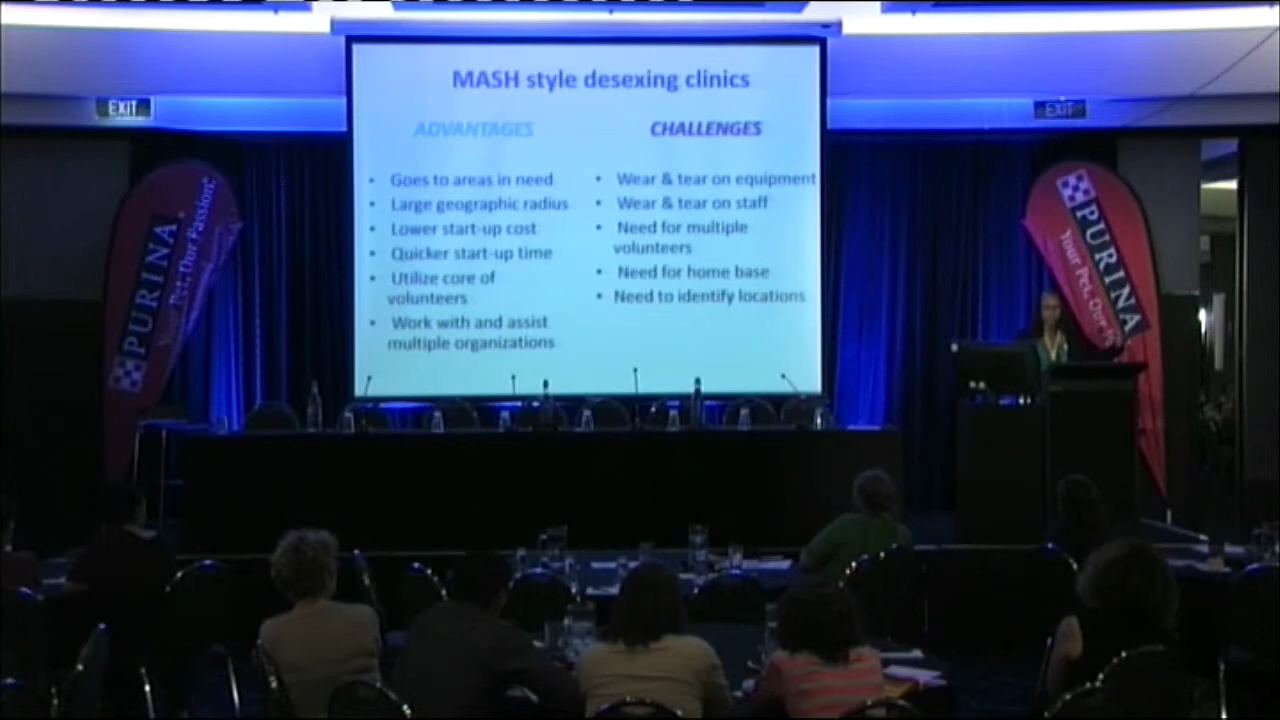 MASH style desexing clinics
EXIT
EXIT
ADVANTAGES
CHALLENGES
• Goes to areas in need
• Large geographic radius
• Lower start-up cost
• Quicker start-up time
• Utilize core of
volunteers
• Work with and assist
multiple organizations
• Wear & tear on equipment
• Wear & tear on staff
• Need for multiple
volunteers
• Need for home base
• Need to identify locations
PURINA
Your Pet, Our Passion.
PURINA
Your Pet, Our